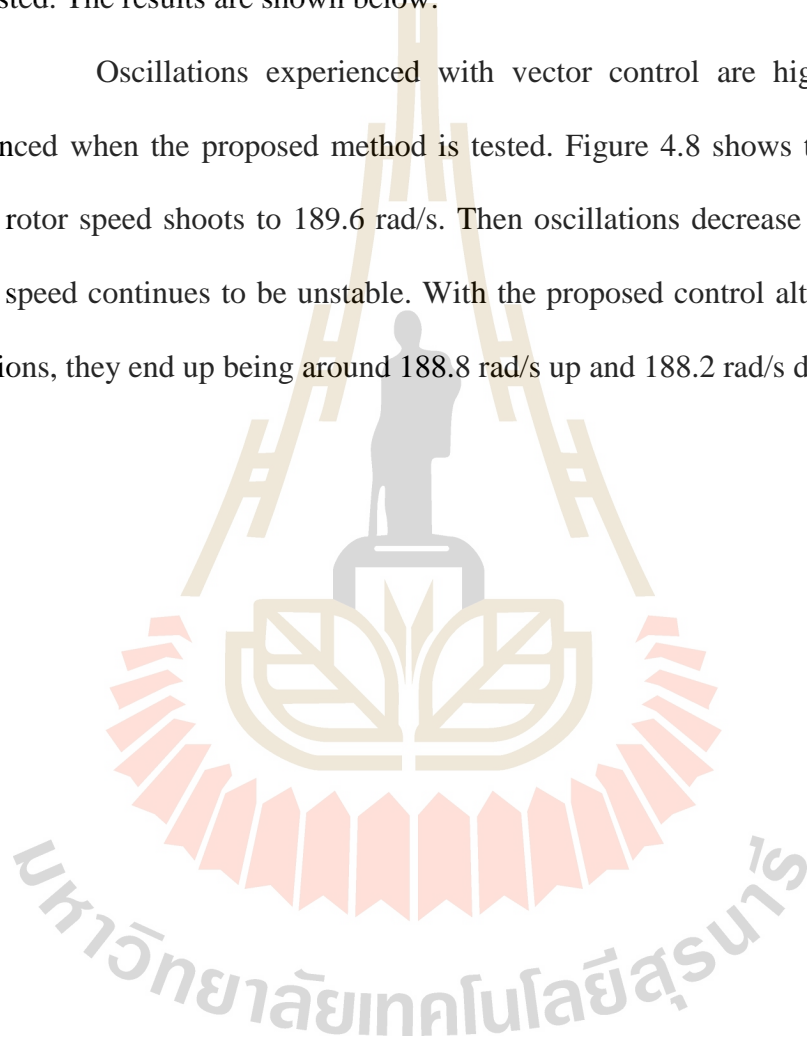 sted. The results are shown below.
Oscillations experienced with vector control are hig
nced when the proposed method is tested. Figure 4.8 shows t
rotor speed shoots to 189.6 rad/s. Then oscillations decrease
speed continues to be unstable. With the proposed control alt
ions, they end up being around 188.8 rad/s up and 188.2 rad/s d
มหาวิทยาลัยเทคโนโลยีสุรนารี